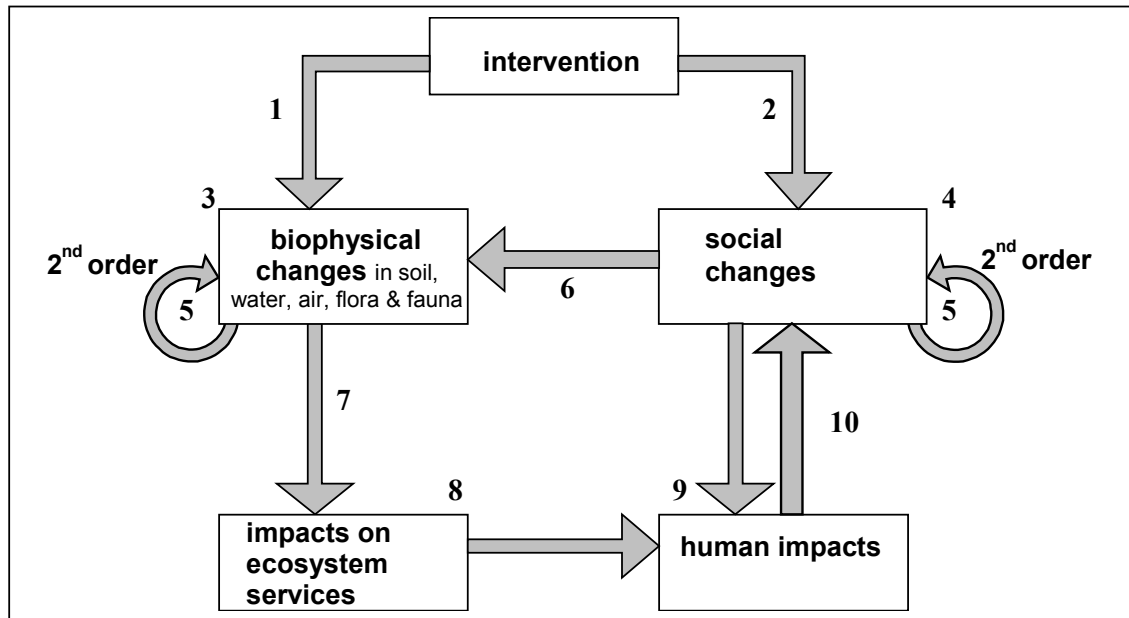 intervention
1
2
3
4
biophysical
changes in soil,
water, air, flora & fauna
social
changes
2nd order
2nd order
5
5
6
7
10
8
9
impacts on
ecosystem
services
human impacts